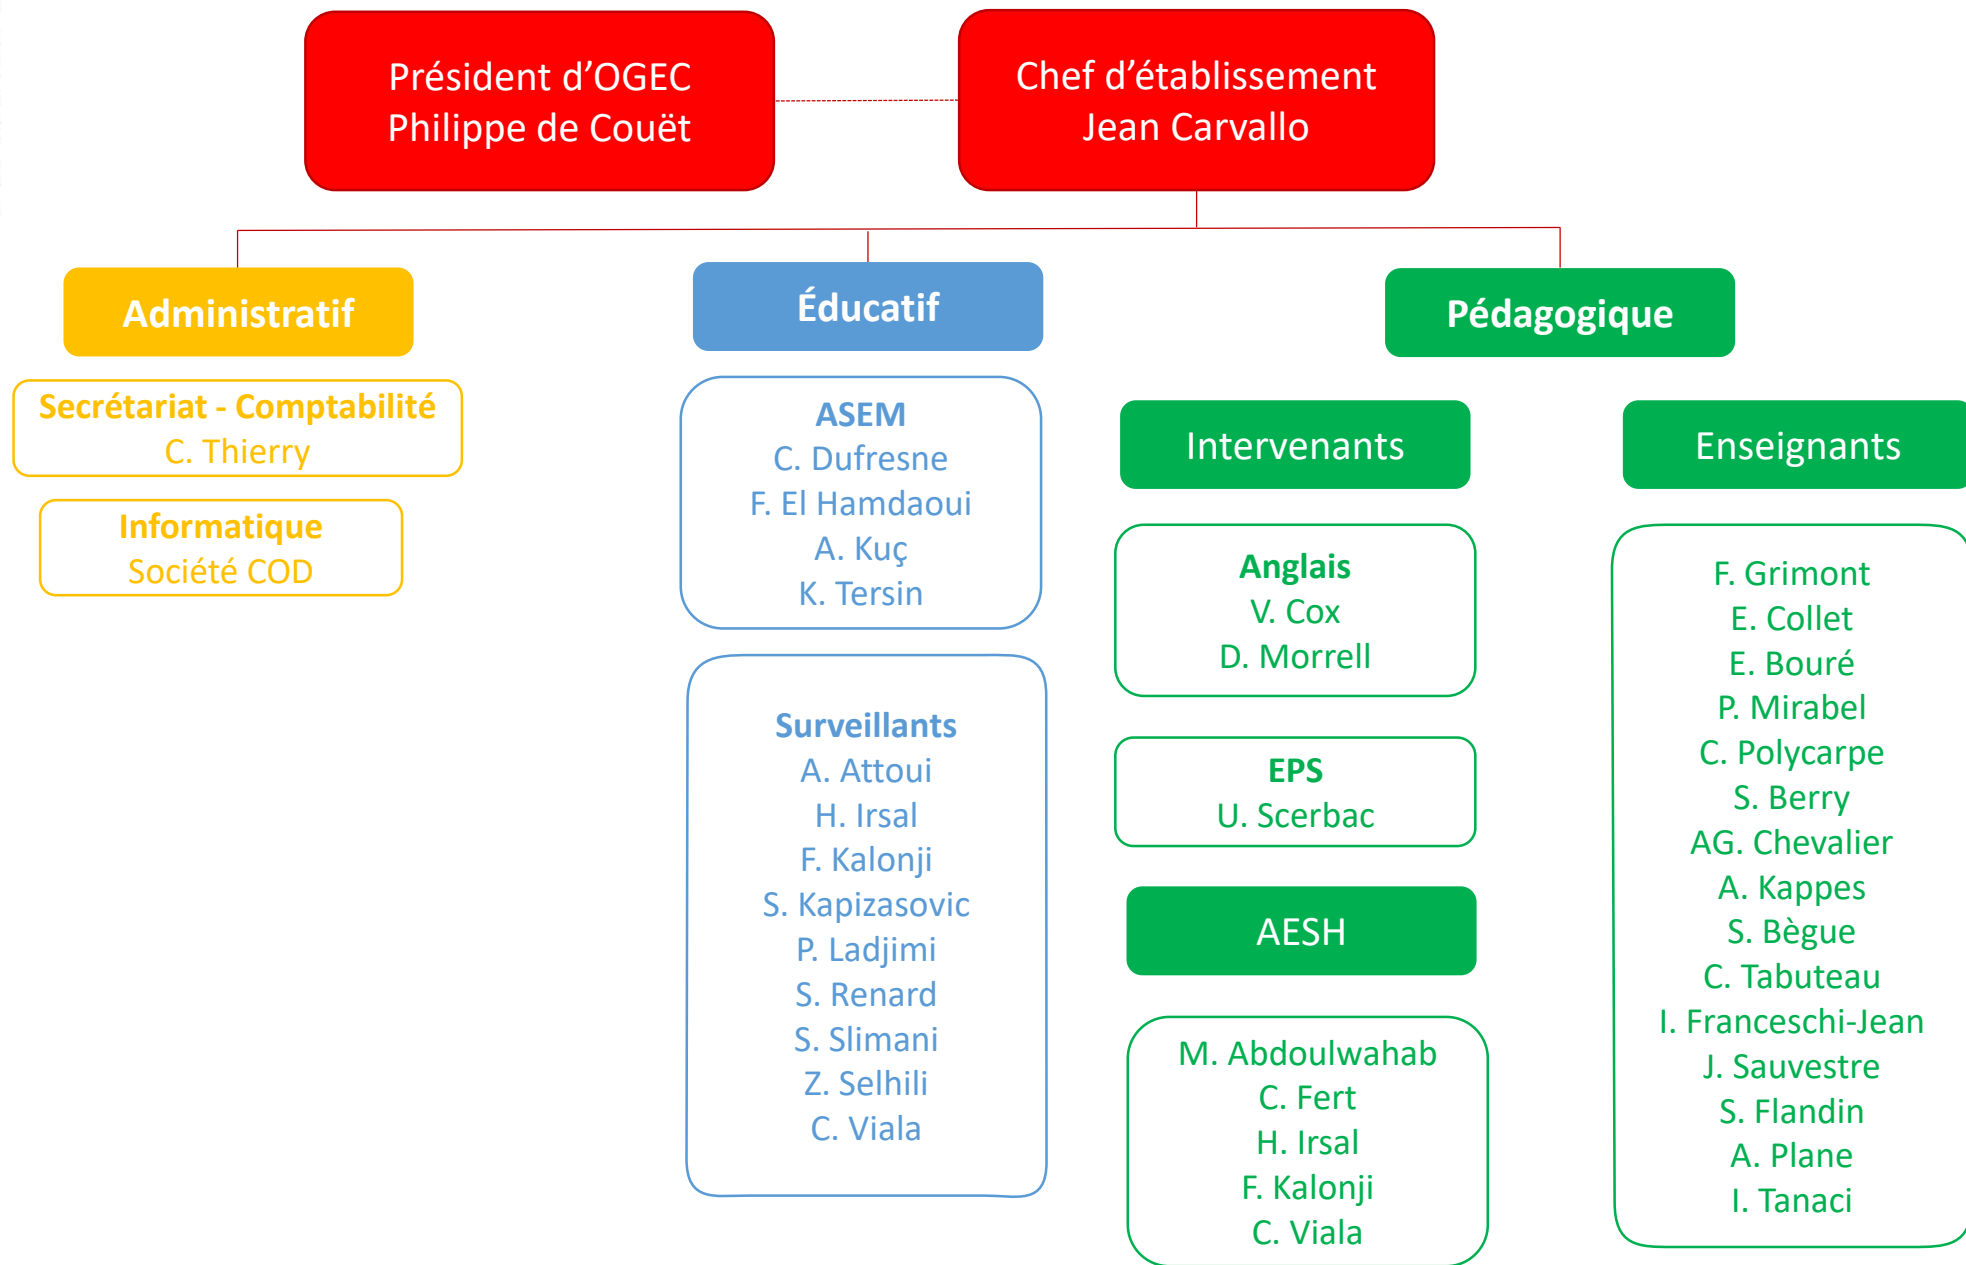 Président d’OGEC
Philippe de Couët
Chef d’établissement
Jean Carvallo
Administratif
Secrétariat - Comptabilité
C. Thierry
Informatique
Société COD
Éducatif
ASEM
C. Dufresne
F. El Hamdaoui
A. Kuç
K. Tersin
Surveillants
A. Attoui
H. Irsal
F. Kalonji
S. Kapizasovic
P. Ladjimi
S. Renard
S. Slimani
Z. Selhili
C. Viala
Pédagogique
Intervenants
Anglais
V. Cox
D. Morrell
EPS
U. Scerbac
AESH
M. Abdoulwahab
C. Fert
H. Irsal
F. Kalonji
C. Viala
Enseignants
F. Grimont
E. Collet
E. Bouré
P. Mirabel
C. Polycarpe
S. Berry
AG. Chevalier
A. Kappes
S. Bègue
C. Tabuteau
I. Franceschi-Jean
J. Sauvestre
S. Flandin
A. Plane
I. Tanaci